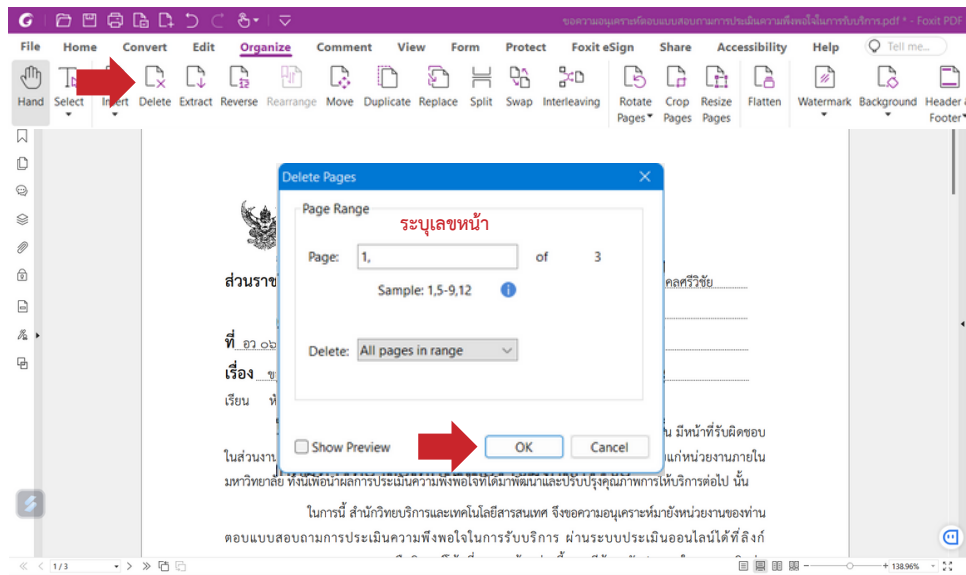 ขอความอนุเคราะห์ตอบแบบสอบถามการประเมินความพึงพอใจในการรับบริการ.pdf * - Foxit PDF
File Home Convert Edit Organize Comment View Form Protect Foxit eSign Share Accessibility Help Tell me...
Hand Select Insert Delete Extract Reverse Rearrange Move Duplicate Replace Split Swap Interleaving Rotate Pages Crop Pages Resize Pages Flatten Watermark Background Header & Footer
Delete Pages
Page Range
ระบุเลขหน้า
Page: 1, of 3
Sample: 1,5-9,12
ส่วนราช คลศรีวิชัย
ที่ อว ๐๖
Delete: All pages in range
เรื่อง
เรียน
Show Preview OK Cancel
มีหน้าที่รับผิดชอบ
ในส่วนงาน แก่หน่วยงานภายใน
มหาวิทยาลัย ทั้งนี้เพื่อนำผลการประเมินความพึงพอใจที่ได้มาพัฒนาและปรับปรุงคุณภาพการให้บริการต่อไป นั้น
ในการนี้ สำนักวิทยบริการและเทคโนโลยีสารสนเทศ จึงขอความอนุเคราะห์มายังหน่วยงานของท่าน
ตอบแบบสอบถามการประเมินความพึงพอใจในการรับบริการ ผ่านระบบประเมินออนไลน์ได้ที่ลิงก์
1/3 138.96%